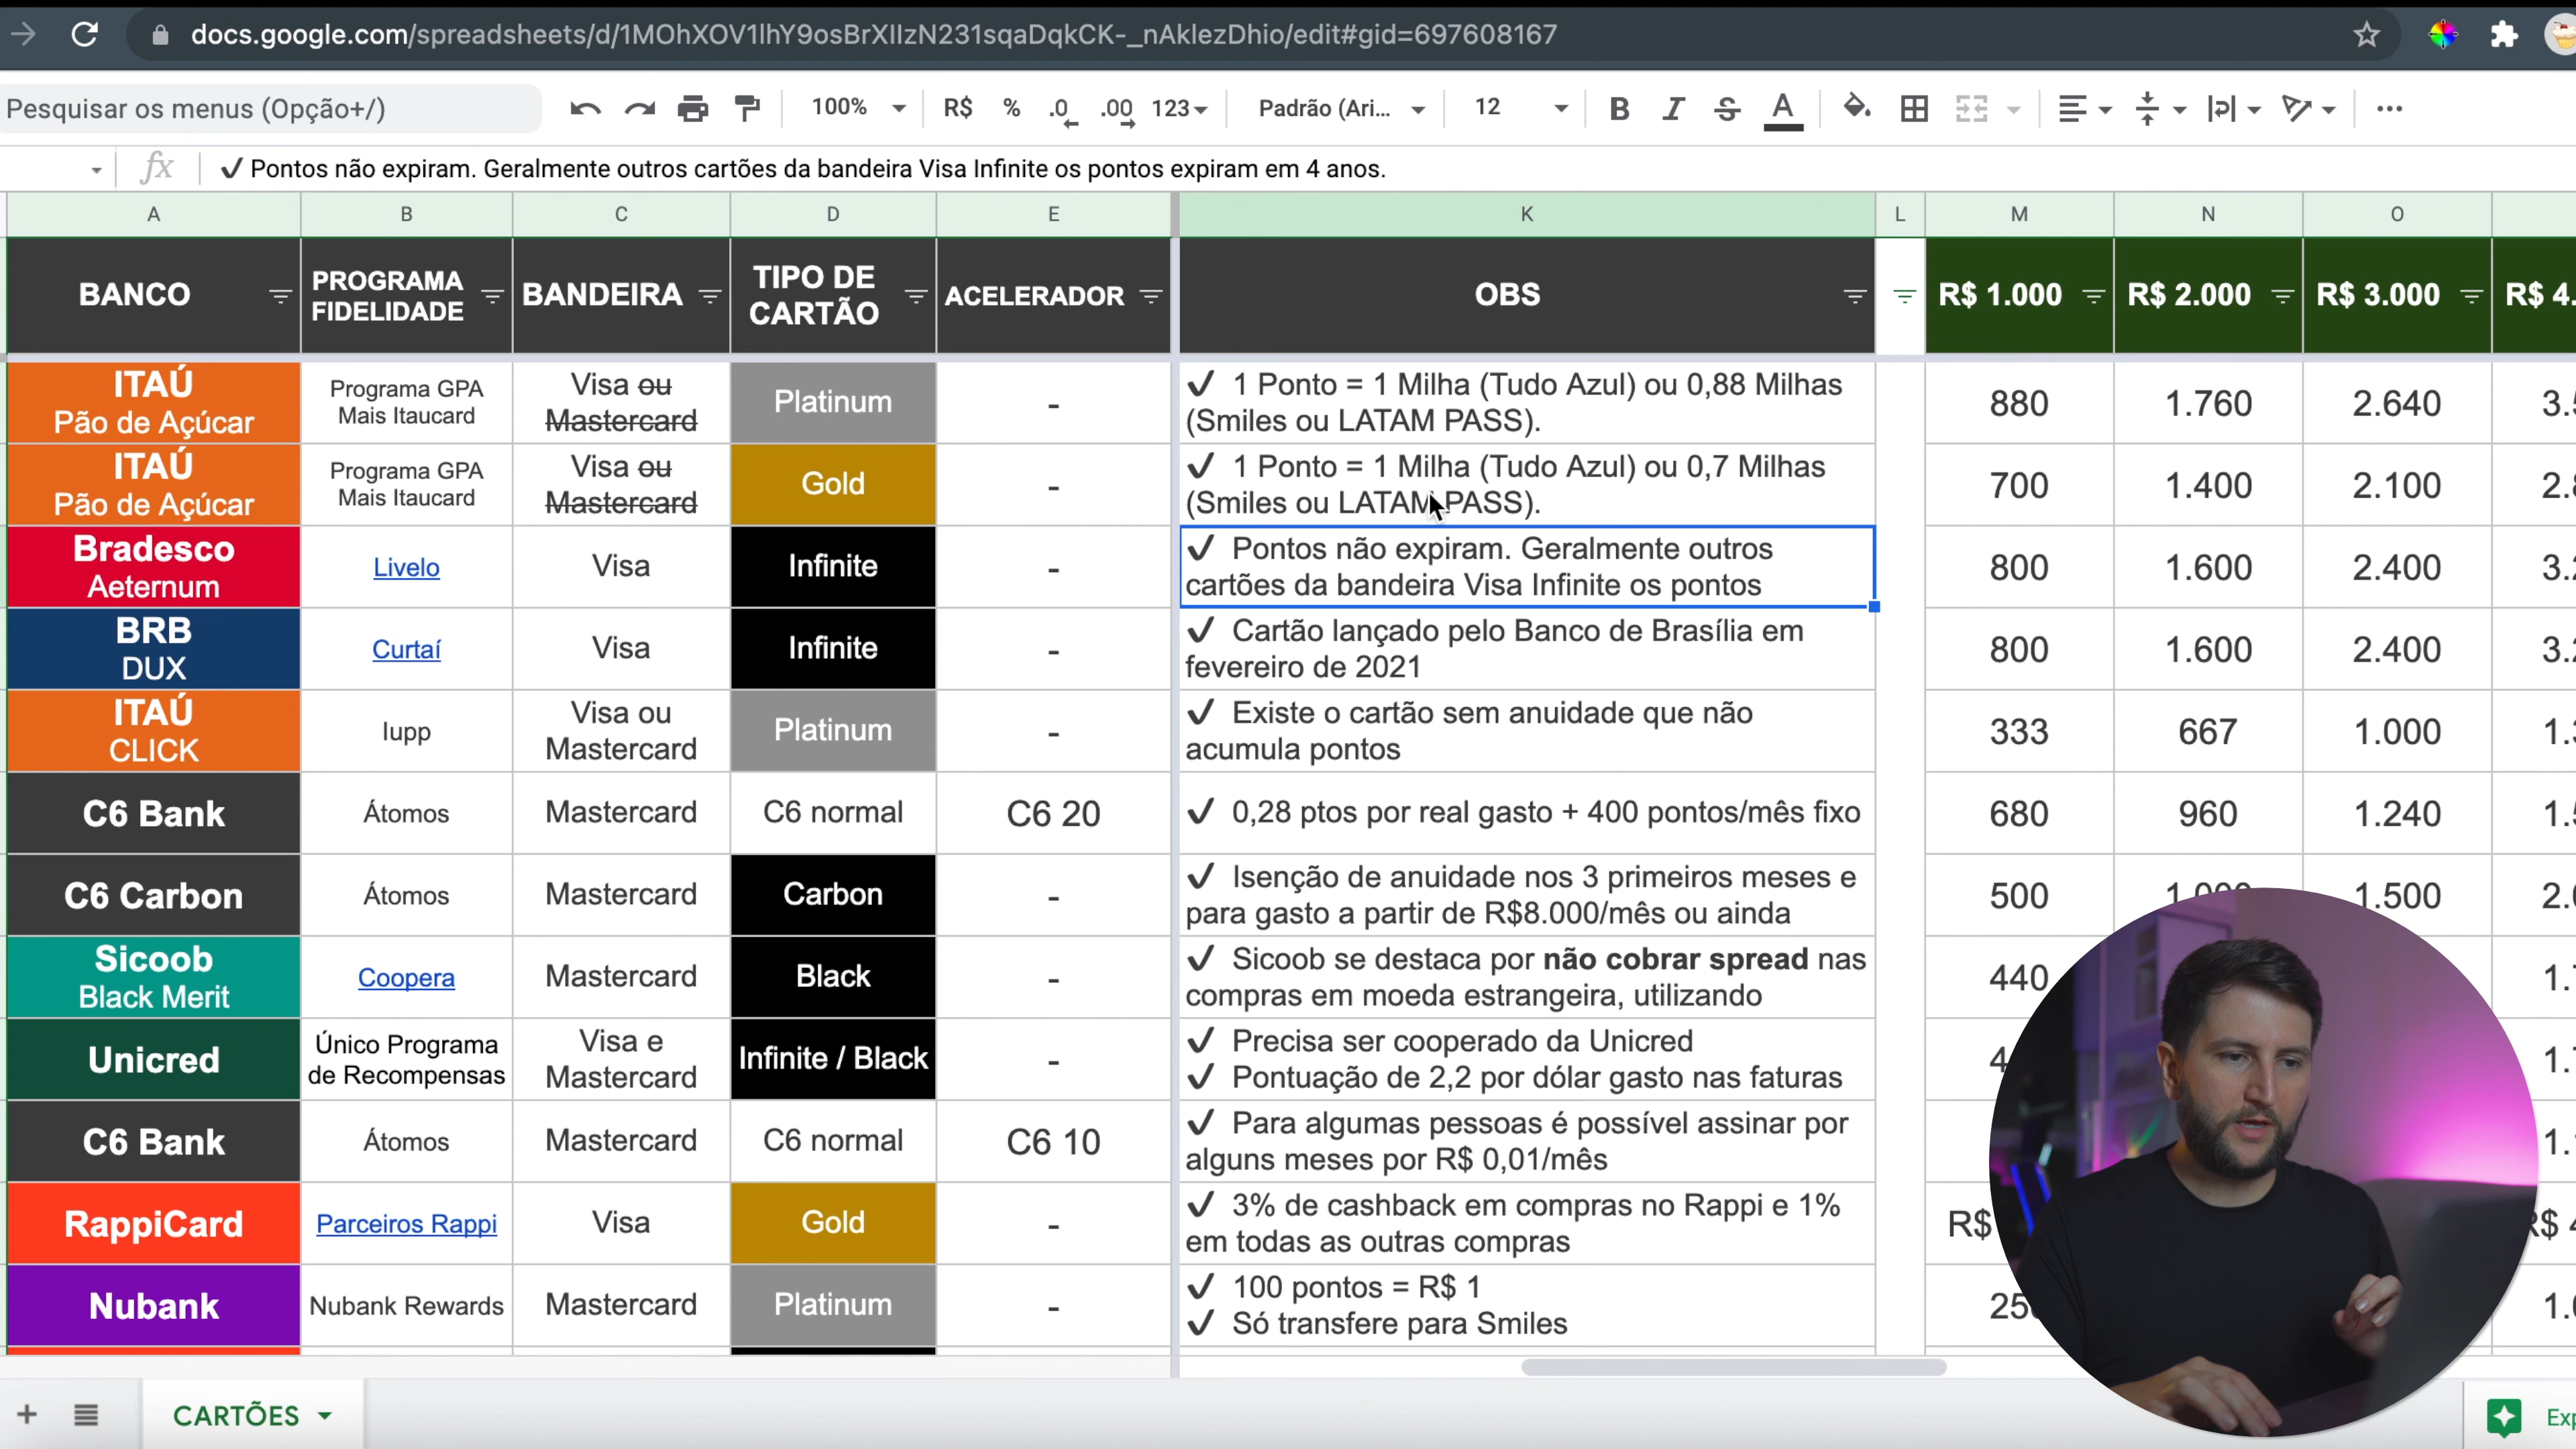 docs.google.com/spreadsheets/d/1MOhXOV1lhY9osBrXIIzN231sqaDqkCK-_nAklezDhio/edit#gid=697608167
Pesquisar os menus (Opção+/) 100% R$ % .0 .00 123 Padrão (Ari... 12 B I S A
fx ✓ Pontos não expiram. Geralmente outros cartões da bandeira Visa Infinite os pontos expiram em 4 anos.
A B C D E K L M N O
BANCO
PROGRAMA
FIDELIDADE
BANDEIRA
TIPO DE
CARTÃO
ACELERADOR
OBS
R$ 1.000 R$ 2.000 R$ 3.000 R$ 4.
ITAÚ
Pão de Açúcar
Programa GPA
Mais Itaucard
Visa ou
Mastercard
Platinum
-
✓ 1 Ponto = 1 Milha (Tudo Azul) ou 0,88 Milhas
(Smiles ou LATAM PASS).
880 1.760 2.640
ITAÚ
Pão de Açúcar
Programa GPA
Mais Itaucard
Visa ou
Mastercard
Gold
-
✓ 1 Ponto = 1 Milha (Tudo Azul) ou 0,7 Milhas
(Smiles ou LATAM PASS).
700 1.400 2.100
Bradesco
Aeternum
Livelo
Visa
Infinite
-
✓ Pontos não expiram. Geralmente outros
cartões da bandeira Visa Infinite os pontos
800 1.600 2.400
BRB
DUX
Curtaí
Visa
Infinite
-
✓ Cartão lançado pelo Banco de Brasília em
fevereiro de 2021
800 1.600 2.400
ITAÚ
CLICK
Iupp
Visa ou
Mastercard
Platinum
-
✓ Existe o cartão sem anuidade que não
acumula pontos
333 667 1.000
C6 Bank
Átomos
Mastercard
C6 normal
C6 20
✓ 0,28 ptos por real gasto + 400 pontos/mês fixo
680 960 1.240
C6 Carbon
Átomos
Mastercard
Carbon
-
✓ Isenção de anuidade nos 3 primeiros meses e
para gasto a partir de R$8.000/mês ou ainda
500 1.000 1.500
Sicoob
Black Merit
Coopera
Mastercard
Black
-
✓ Sicoob se destaca por não cobrar spread nas
compras em moeda estrangeira, utilizando
440
Unicred
Único Programa
de Recompensas
Visa e
Mastercard
Infinite / Black
-
✓ Precisa ser cooperado da Unicred
✓ Pontuação de 2,2 por dólar gasto nas faturas
C6 Bank
Átomos
Mastercard
C6 normal
C6 10
✓ Para algumas pessoas é possível assinar por
alguns meses por R$ 0,01/mês
RappiCard
Parceiros Rappi
Visa
Gold
-
✓ 3% de cashback em compras no Rappi e 1%
em todas as outras compras
R$
Nubank
Nubank Rewards
Mastercard
Platinum
-
✓ 100 pontos = R$ 1
✓ Só transfere para Smiles
CARTÕES